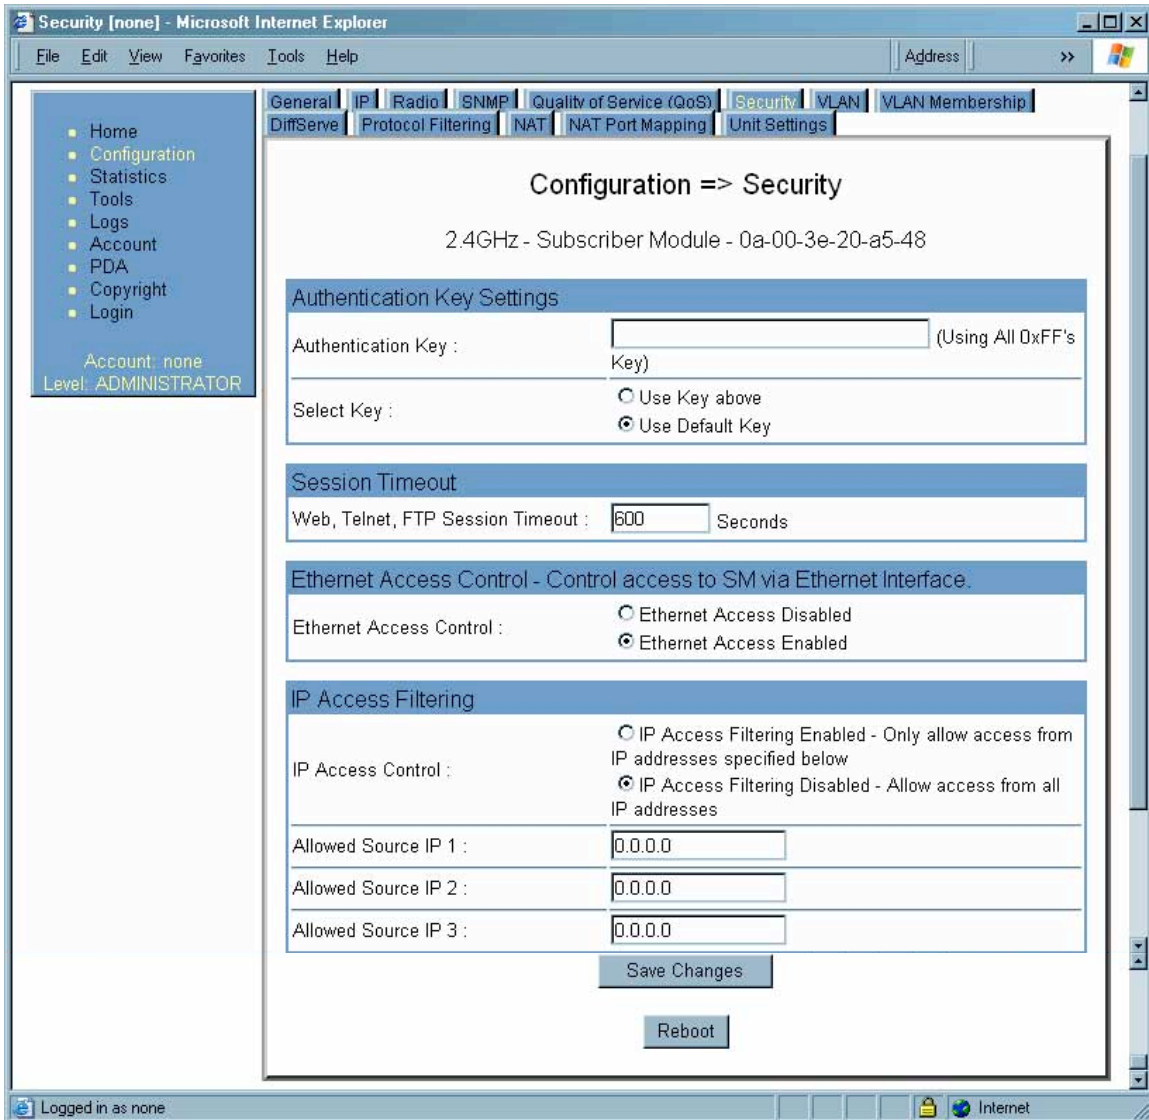 Security [none] - Microsoft Internet Explorer
File Edit View Favorites Tools Help Address »
General IP Radio SNMP Quality of Service (QoS) Security VLAN VLAN Membership
DiffServe Protocol Filtering NAT NAT Port Mapping Unit Settings
Home
Configuration
Statistics
Tools
Logs
Account
PDA
Copyright
Login
Account: none
Level: ADMINISTRATOR
Configuration => Security
2.4GHz - Subscriber Module - 0a-00-3e-20-a5-48
Authentication Key Settings
Authentication Key : (Using All 0xFF's
Key)
Select Key :
Use Key above
Use Default Key
Session Timeout
Web, Telnet, FTP Session Timeout : 600 Seconds
Ethernet Access Control - Control access to SM via Ethernet Interface.
Ethernet Access Control :
Ethernet Access Disabled
Ethernet Access Enabled
IP Access Filtering
IP Access Control :
IP Access Filtering Enabled - Only allow access from
IP addresses specified below
IP Access Filtering Disabled - Allow access from all
IP addresses
Allowed Source IP 1 : 0.0.0.0
Allowed Source IP 2 : 0.0.0.0
Allowed Source IP 3 : 0.0.0.0
Save Changes
Reboot
Logged in as none Internet